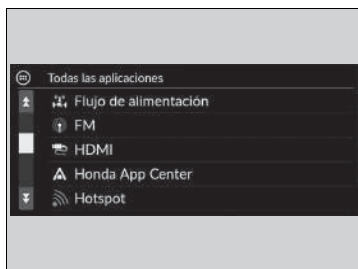 Todas las aplicaciones
Flujo de alimentación
FM
HDMI
Honda App Center
Hotspot